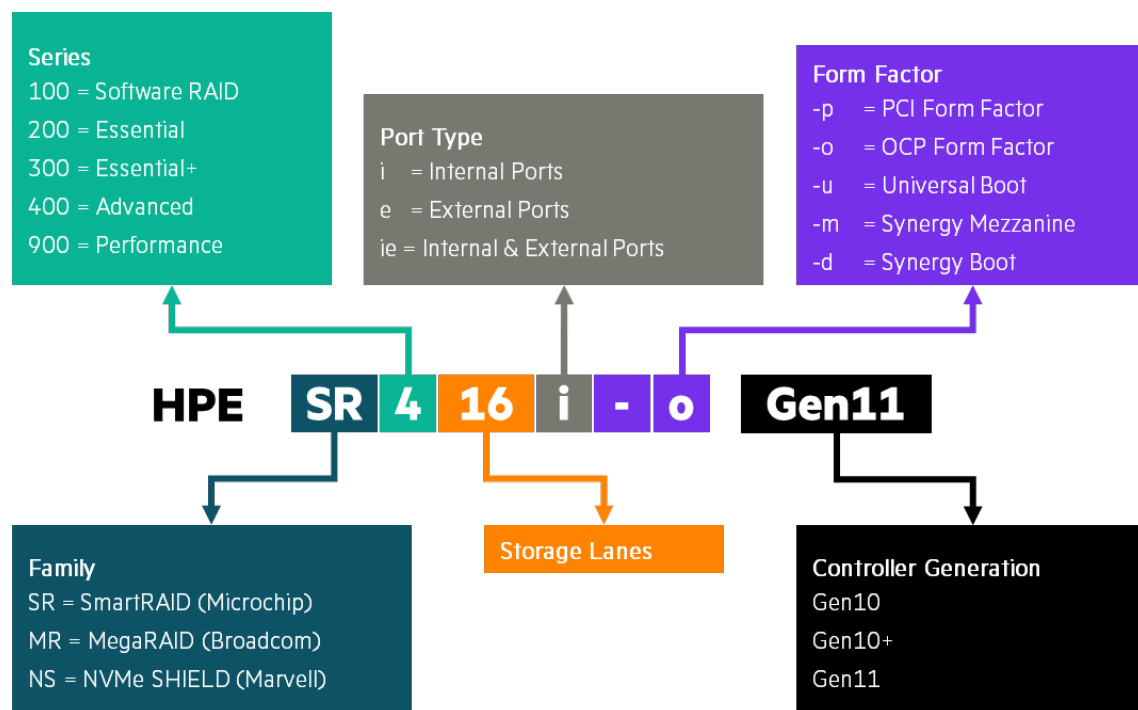 Series
100 = Software RAID
200 = Essential
300 = Essential+
400 = Advanced
900 = Performance
Port Type
i = Internal Ports
e = External Ports
ie = Internal & External Ports
Form Factor
-p = PCI Form Factor
-o = OCP Form Factor
-u = Universal Boot
-m = Synergy Mezzanine
-d = Synergy Boot
HPE SR 4 16 i - o Gen11
Family
SR = SmartRAID (Microchip)
MR = MegaRAID (Broadcom)
NS = NVMe SHIELD (Marvell)
Storage Lanes
Controller Generation
Gen10
Gen10+
Gen11